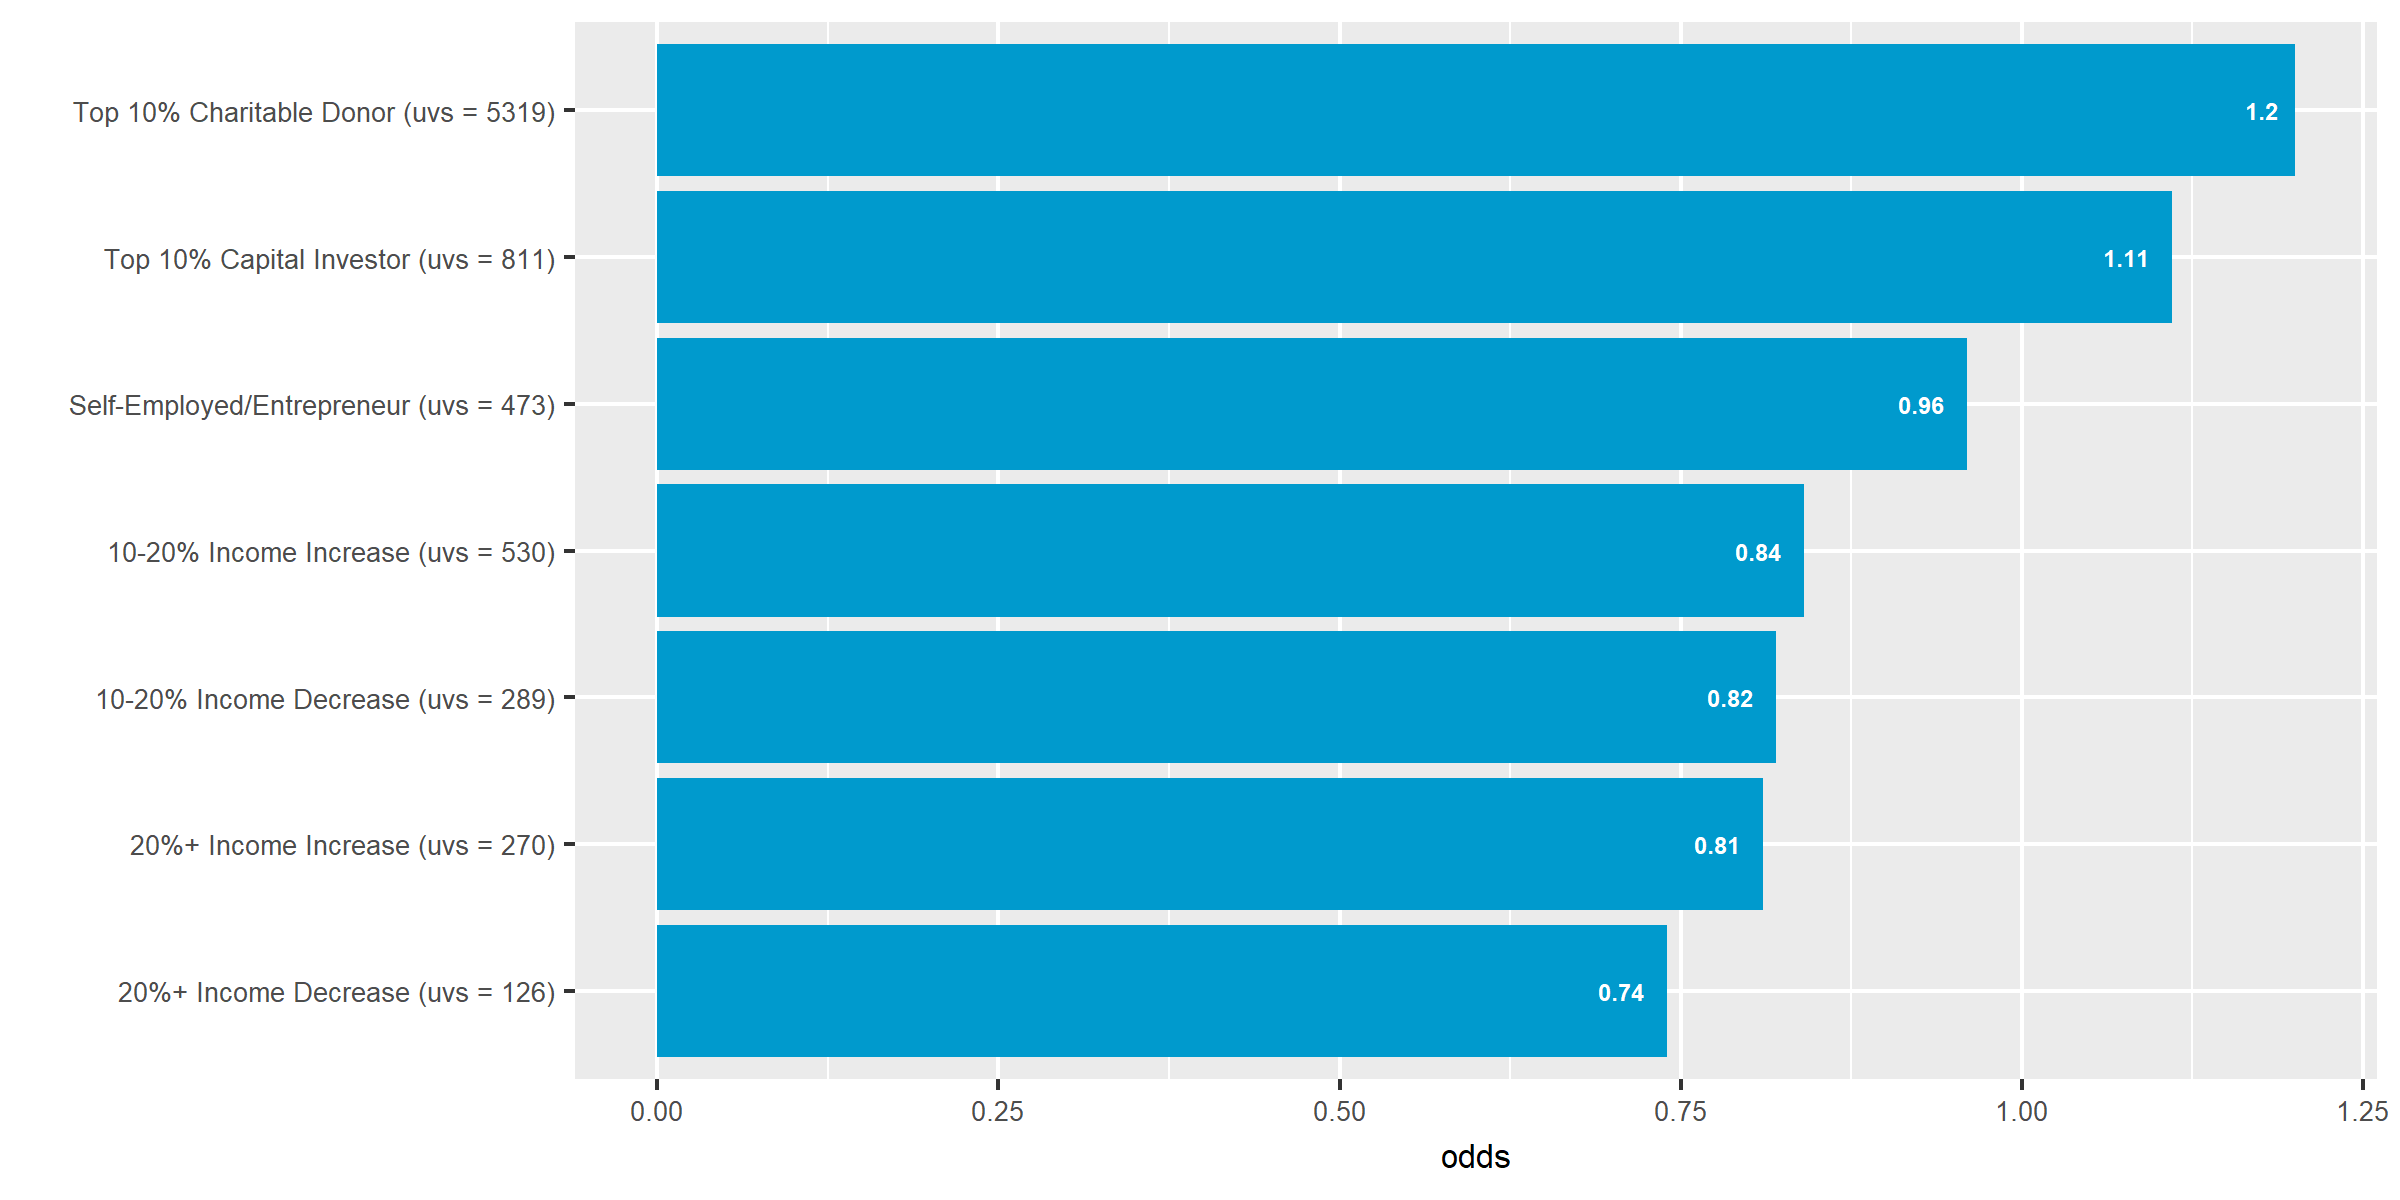 Top 10% Charitable Donor (uvs = 5319)
1.2
Top 10% Capital Investor (uvs = 811)
1.11
Self-Employed/Entrepreneur (uvs = 473)
0.96
10-20% Income Increase (uvs = 530)
0.84
10-20% Income Decrease (uvs = 289)
0.82
20%+ Income Increase (uvs = 270)
0.81
20%+ Income Decrease (uvs = 126)
0.74
0.00 0.25 0.50 0.75 1.00 1.25
odds